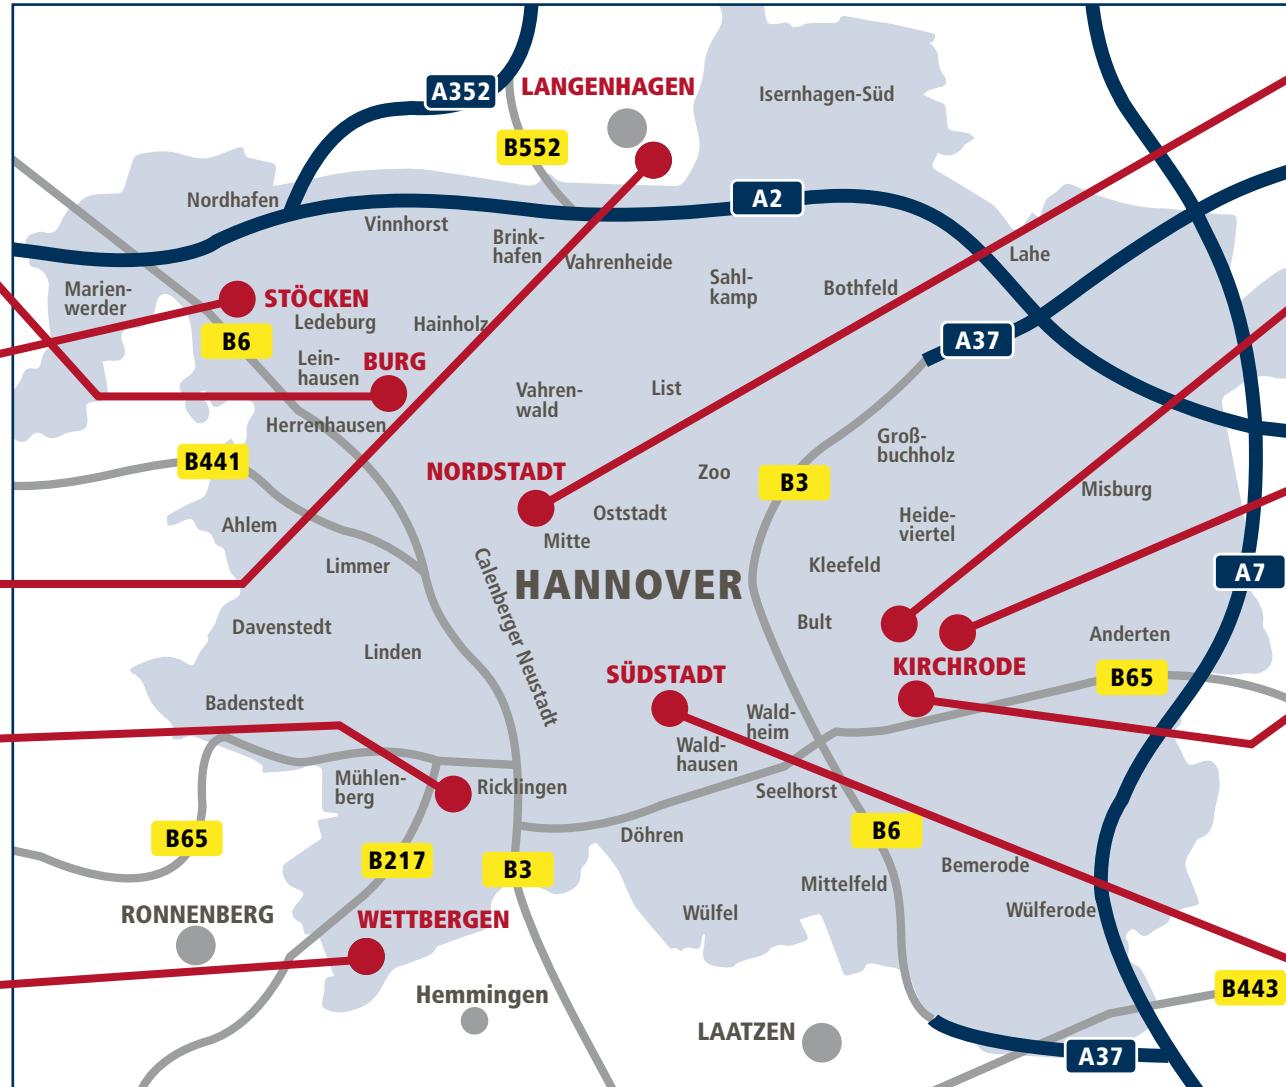 LANGENHAGEN
A352
Isernhagen-Süd
B552
Nordhafen
A2
Vinnhorst
Brink-
hafen
Vahrenheide
Lahe
Sahl-
kamp
Bothfeld
Marien-
werder
STÖCKEN
Ledeburg
Hainholz
B6
A37
Lein-
hausen
BURG
Vahren-
wald
List
Herrenhausen
Groß-
buchholz
B441
NORDSTADT
Zoo
B3
Misburg
Oststadt
Heide-
viertel
Ahlem
Mitte
Limmer
Calenberger Neustadt
HANNOVER
Kleefeld
A7
Davenstedt
Bult
Anderten
Linden
SÜDSTADT
KIRCHRODE
B65
Badenstedt
Wald-
heim
Wald-
hausen
Mühlen-
berg
Ricklingen
Seelhorst
B65
Döhren
B6
B217
B3
Bemerode
Mittelfeld
RONNENBERG
WETTBERGEN
Wülfel
Wülferode
Hemmingen
B443
LAATZEN
A37